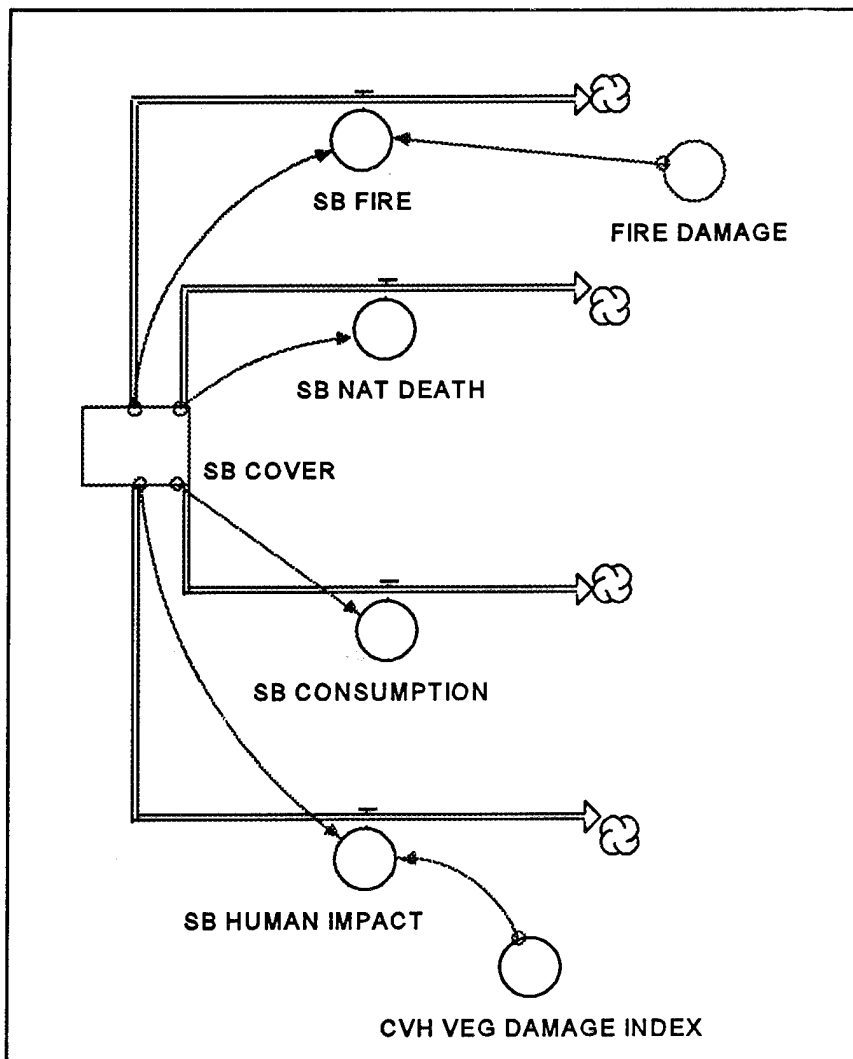 SB FIRE
FIRE DAMAGE
SB NAT DEATH
SB COVER
SB CONSUMPTION
SB HUMAN IMPACT
CVH VEG DAMAGE INDEX